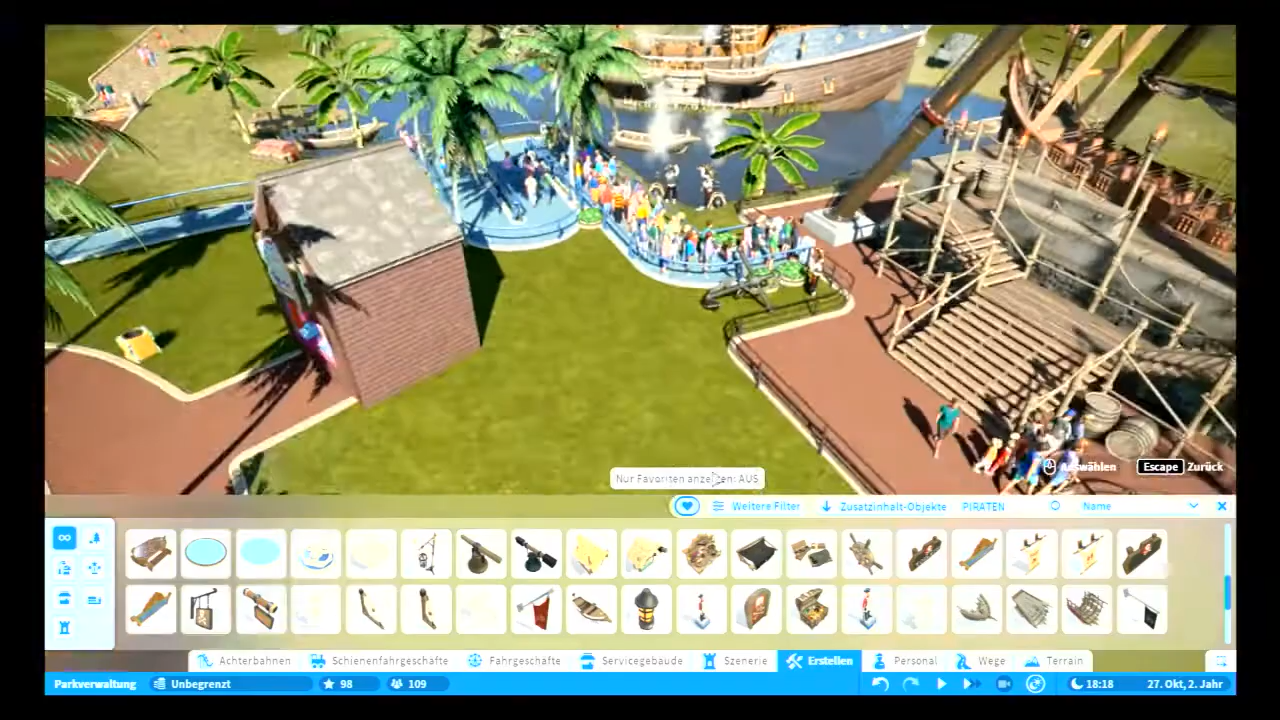 Auswählen Escape Zurück
Nur Favoriten anzeigen: AUS
Weitere Filter Zusatzinhalt-Objekte PIRATEN Name
Achterbahnen Schienenfahrgeschäfte Fahrgeschäfte Servicegebäude Szenerie Erstellen Personal Wege Terrain
Parkverwaltung Unbegrenzt 98 109 18:18 27. Okt, 2. Jahr